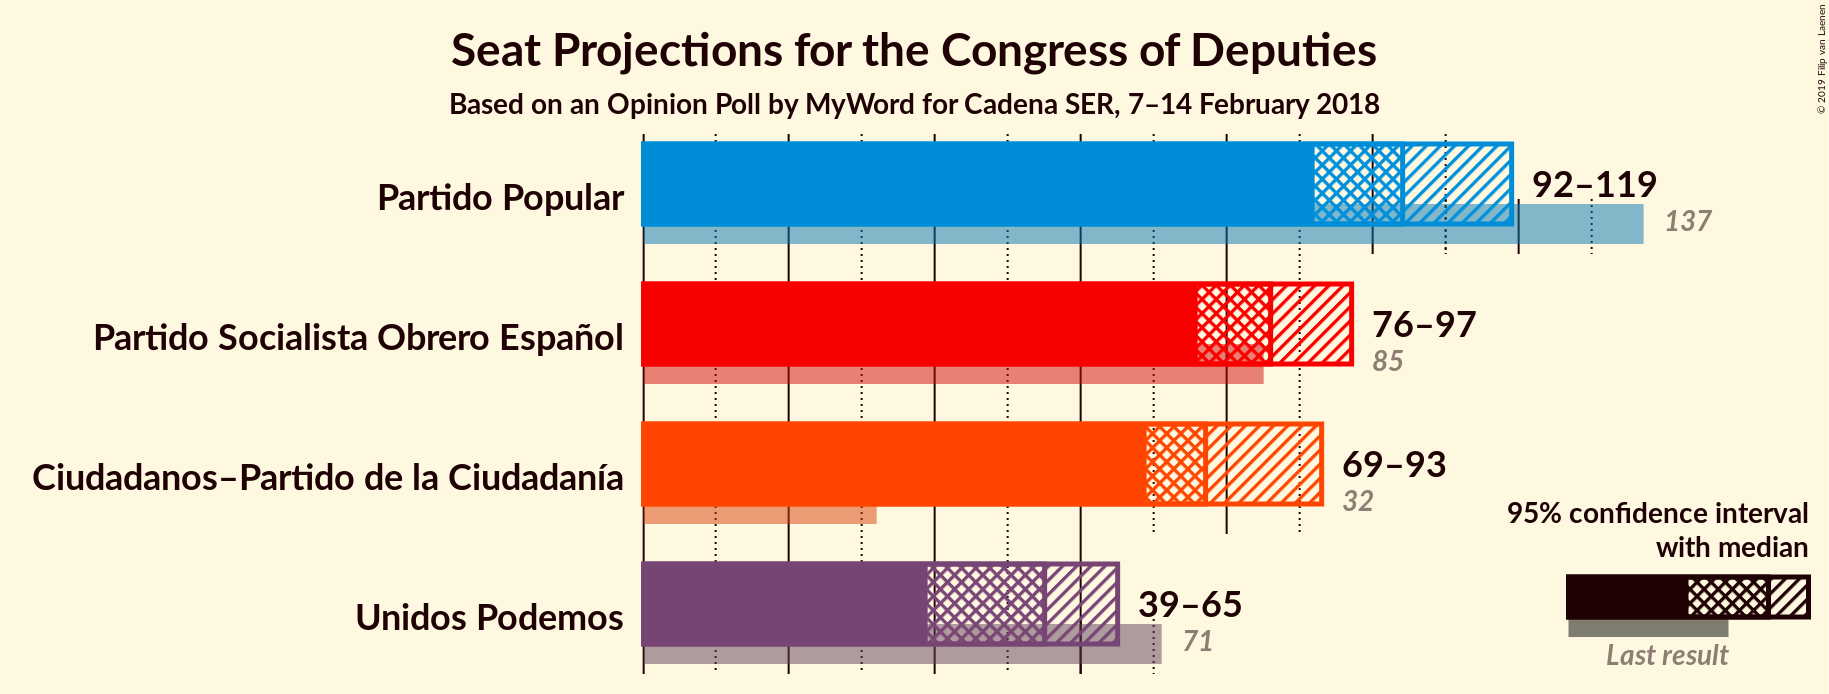 Seat Projections for the Congress of Deputies
Based on an Opinion Poll by MyWord for Cadena SER, 7–14 February 2018
© 2019 Filip van Laenen
Partido Popular
92–119
137
Partido Socialista Obrero Español
76–97
85
Ciudadanos–Partido de la Ciudadanía
69–93
32
Unidos Podemos
39–65
71
95% confidence interval
with median
Last result